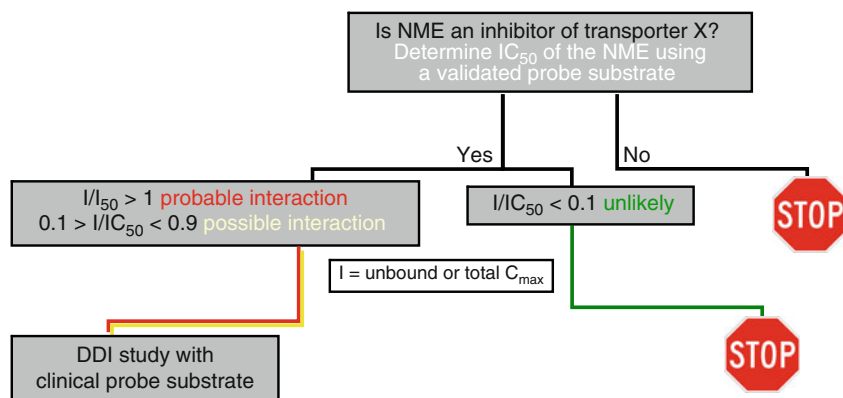 Is NME an inhibitor of transporter X?
Determine IC50 of the NME using
a validated probe substrate
Yes
No
I/I50 > 1 probable interaction
0.1 > I/IC50 < 0.9 possible interaction
I/IC50 < 0.1 unlikely
STOP
I = unbound or total Cmax
DDI study with
clinical probe substrate
STOP